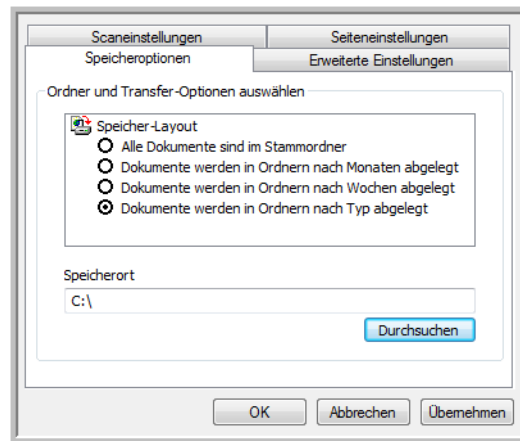 Scaneinstellungen
Seiteneinstellungen
Speicheroptionen
Erweiterte Einstellungen
Ordner und Transfer-Optionen auswählen
Speicher-Layout
Alle Dokumente sind im Stammordner
Dokumente werden in Ordnern nach Monaten abgelegt
Dokumente werden in Ordnern nach Wochen abgelegt
Dokumente werden in Ordnern nach Typ abgelegt
Speicherort
C:\
Durchsuchen
OK
Abbrechen
Übernehmen